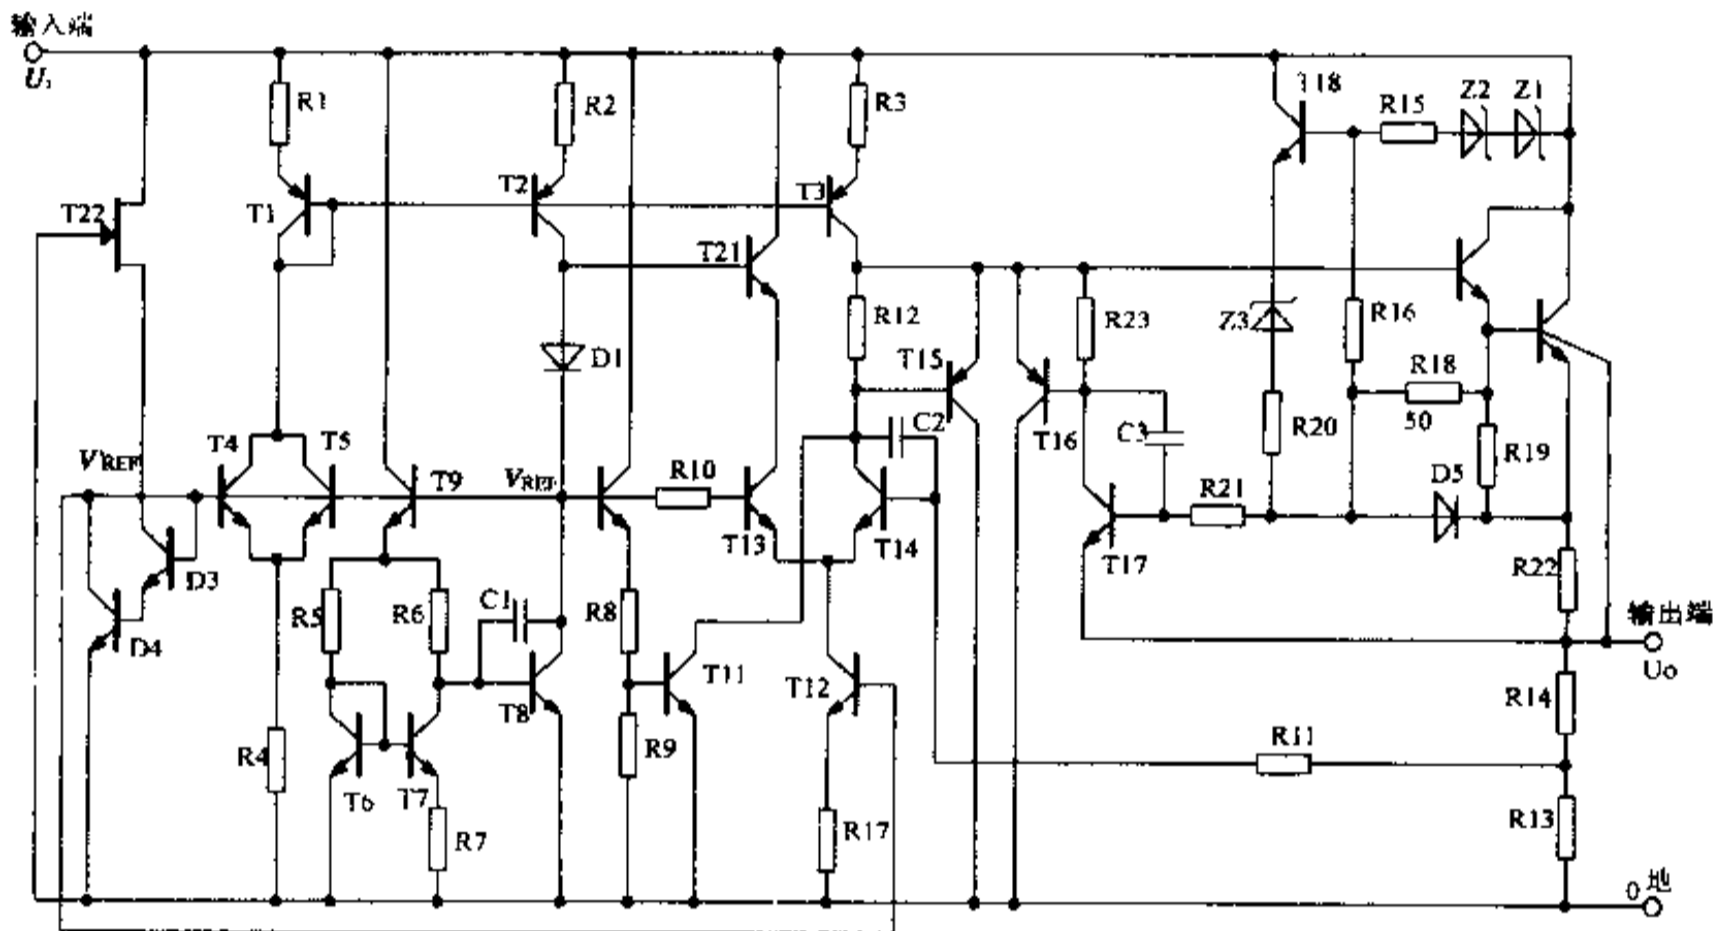 输入端
U
R1
R2
R3
T18
R15
Z2
Z1
T22
T1
T2
T3
T21
R12
R23
Z3
R16
D1
T15
R18
50
T16
C3
R20
R19
C2
T4
T5
T9
V'REF
VREF
R10
R21
D5
D3
T13
T14
T17
R22
D4
R5
R6
C1
R8
输出端
Uo
T11
T12
T8
R14
R4
R9
R11
T6
T7
R7
R17
R13
0 地